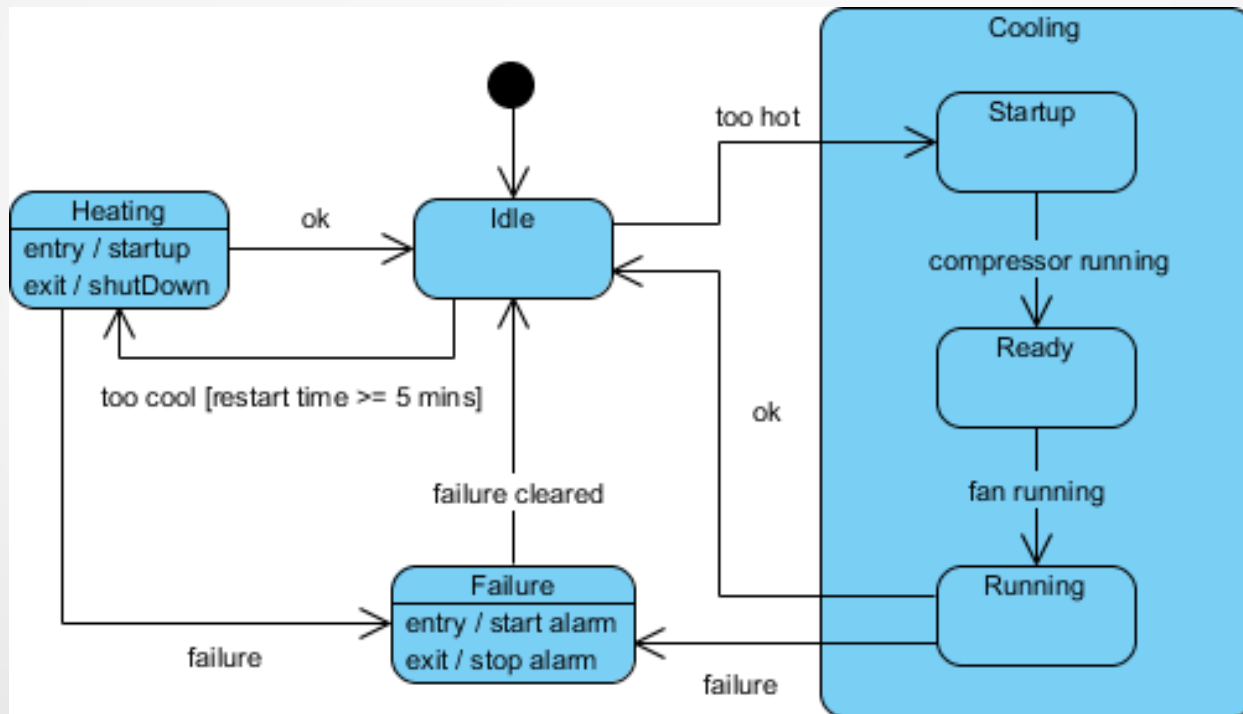 Cooling
too hot
Startup
Heating
entry / startup
exit / shutDown
ok
Idle
compressor running
Ready
too cool [restart time >= 5 mins]
ok
failure cleared
fan running
Failure
entry / start alarm
exit / stop alarm
Running
failure
failure